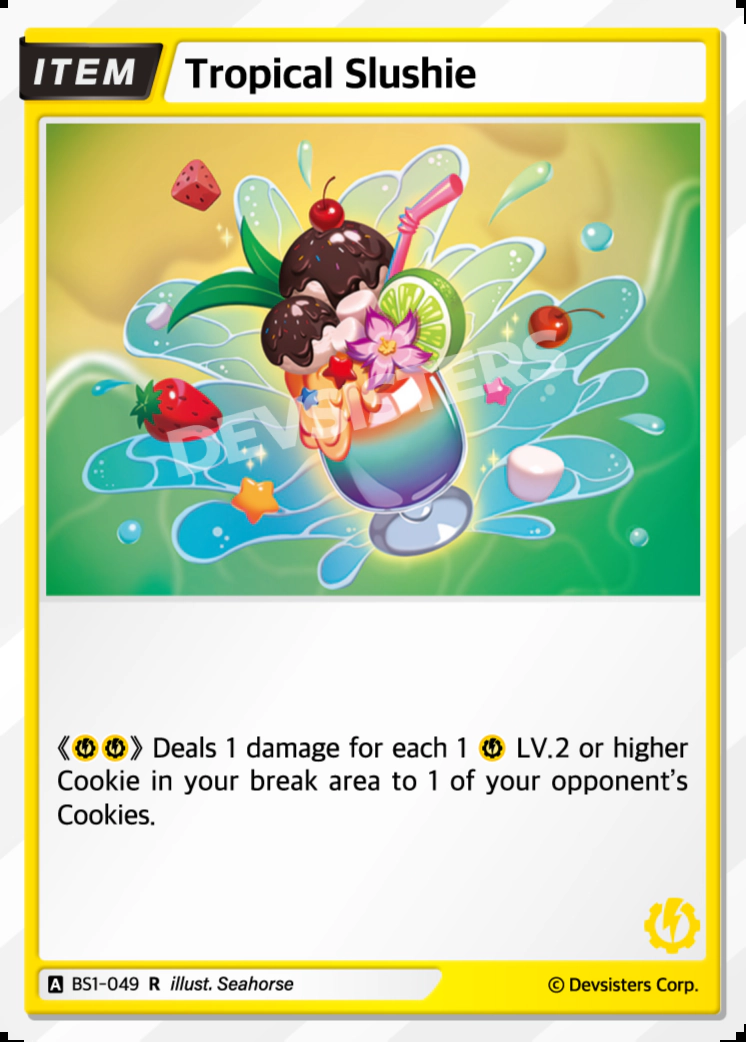 ITEM
Tropical Slushie
DEVSISTERS
《 》 Deals 1 damage for each 1 LV.2 or higher
Cookie in your break area to 1 of your opponent's
Cookies.
A BS1-049 R illust. Seahorse
© Devsisters Corp.